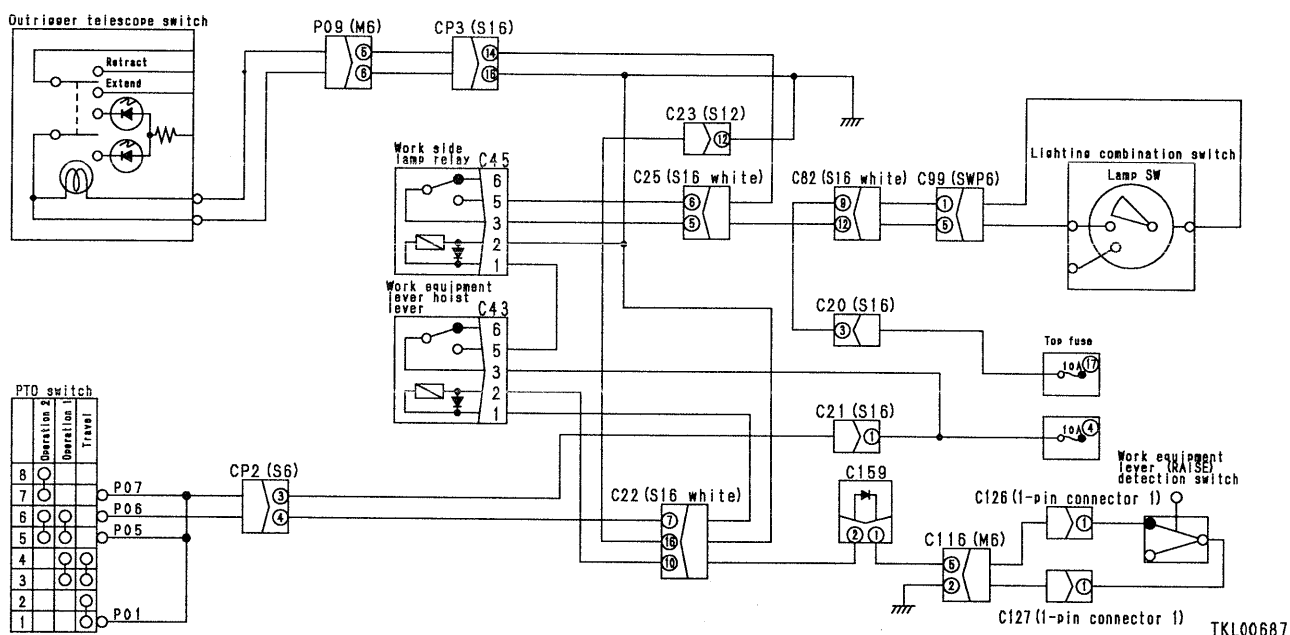 Outrigger telescope switch
Retract
Extend
P09 (M6)
5
6
CP3 (S16)
14
16
C23 (S12)
12
Work side
lamp relay
C45
6
5
3
2
1
C25 (S16 white)
6
5
C82 (S16 white)
9
12
C99 (SWP6)
1
5
Lighting combination switch
Lamp SW
Work equipment
lever hoist
lever
C43
6
5
3
2
1
C20 (S16)
3
Top fuse
10A 17
C21 (S16)
1
10A 4
PTO switch
Operation 2
Operation 1
Travel
8
7
6
5
4
3
2
1
P07
P06
P05
P01
CP2 (S6)
3
4
C22 (S16 white)
7
16
10
C159
2 1
C116 (M6)
5
2
C126 (1-pin connector 1)
1
1
C127 (1-pin connector 1)
Work equipment
lever (RAISE)
detection switch
TKL00687